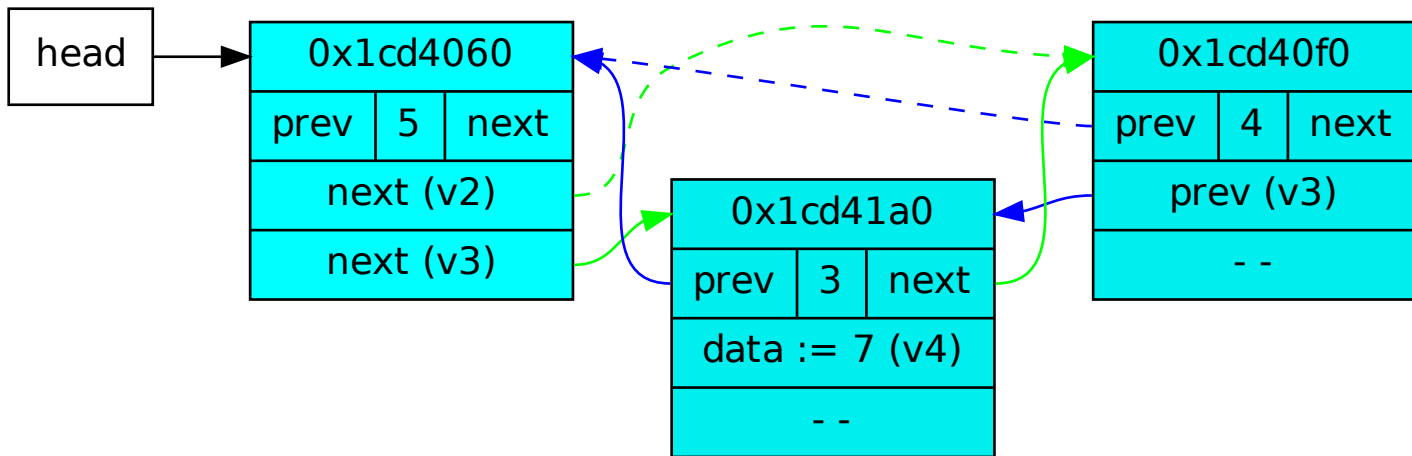 head
0x1cd4060
prev 5 next
next (v2)
next (v3)
0x1cd41a0
prev 3 next
data := 7 (v4)
- -
0x1cd40f0
prev 4 next
prev (v3)
- -